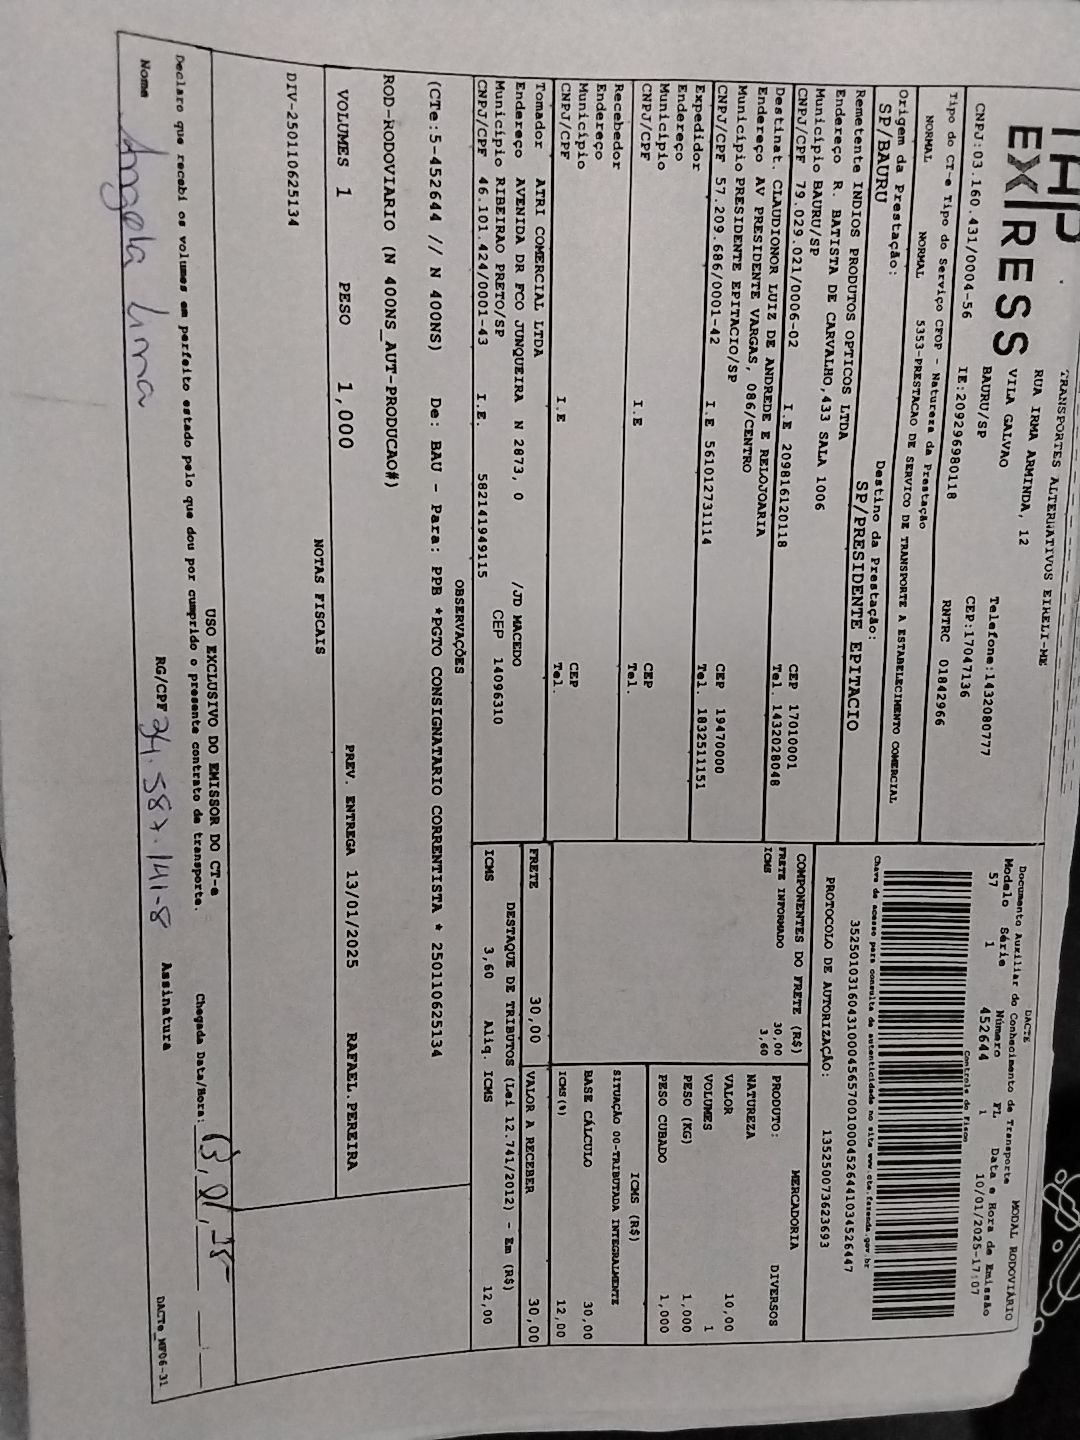 THP
EXPRESS
TRANSPORTES ALTERNATIVOS EIRELI-ME
RUA IRMA ARMINDA, 12
VILA GALVAO
BAURU/SP
Telefone:1432080777
CEP:17047136
CNPJ:03.160.431/0004-56 IE:209296980118 RNTRC 01842966
Tipo do CT-e Tipo do Serviço CFOP - Natureza da Prestação
NORMAL NORMAL 5353-PRESTACAO DE SERVICO DE TRANSPORTE A ESTABELECIMENTO COMERCIAL
Origem da Prestação: Destino da Prestação:
SP/BAURU SP/PRESIDENTE EPITACIO
Remetente INDIOS PRODUTOS OPTICOS LTDA
Endereço R. BATISTA DE CARVALHO,433 SALA 1006
Município BAURU/SP CEP 17010001
CNPJ/CPF 79.029.021/0006-02 I.E 209816120118 Tel. 1432028048
Destinat. CLAUDIONOR LUIZ DE ANDREDE E RELOJOARIA
Endereço AV PRESIDENTE VARGAS, 086/CENTRO
Município PRESIDENTE EPITACIO/SP CEP 19470000
CNPJ/CPF 57.209.686/0001-42 I.E 561012731114 Tel. 1832511151
Expedidor
Endereço
Município CEP
CNPJ/CPF I.E Tel.
Recebedor
Endereço
Município CEP
CNPJ/CPF I.E Tel.
Tomador ATRI COMERCIAL LTDA
Endereço AVENIDA DR FCO JUNQUEIRA N 2873, 0 /JD MACEDO
Município RIBEIRAO PRETO/SP CEP 14096310
CNPJ/CPF 46.101.424/0001-43 I.E. 582141949115
DACTE
Documento Auxiliar do Conhecimento de Transporte MODAL RODOVIÁRIO
Modelo Série Número FL Data e Hora de Emissão
57 1 452644 1 10/01/2025-17:07
Controle do Fisco
35250103160431000456570010004526441034526447
Chave de acesso para consulta de autenticidade no site www.cte.fazenda.gov.br
PROTOCOLO DE AUTORIZAÇÃO: 135250073623693
COMPONENTES DO FRETE (R$)
FRETE INFORMADO 30,00
ICMS 3,60
MERCADORIA
PRODUTO: DIVERSOS
NATUREZA
VALOR 10,00
VOLUMES 1
PESO (KG) 1,000
PESO CUBADO 1,000
ICMS (R$)
SITUAÇÃO 00-TRIBUTADA INTEGRALMENTE
BASE CÁLCULO 30,00
ICMS(%) 12,00
FRETE 30,00 VALOR A RECEBER 30,00
DESTAQUE DE TRIBUTOS (Lei 12.741/2012) - Em (R$)
ICMS 3,60 Aliq. ICMS 12,00
OBSERVAÇÕES
(CTe:5-452644 // N 400NS) De: BAU - Para: PPB *PGTO CONSIGNATARIO CORRENTISTA * 250110625134
ROD-RODOVIARIO (N 400NS_AUT-PRODUCAO#)
VOLUMES 1 PESO 1,000 PREV. ENTREGA 13/01/2025 RAFAEL.PEREIRA
NOTAS FISCAIS
DIV-250110625134
USO EXCLUSIVO DO EMISSOR DO CT-e
Declaro que recebi os volumes em perfeito estado pelo que dou por cumprido o presente contrato de transporte. Chegada Data/Hora: 13,01,25
Nome Angela Lima RG/CPF 24.587.141-8 Assinatura
DACTe_MF06-31